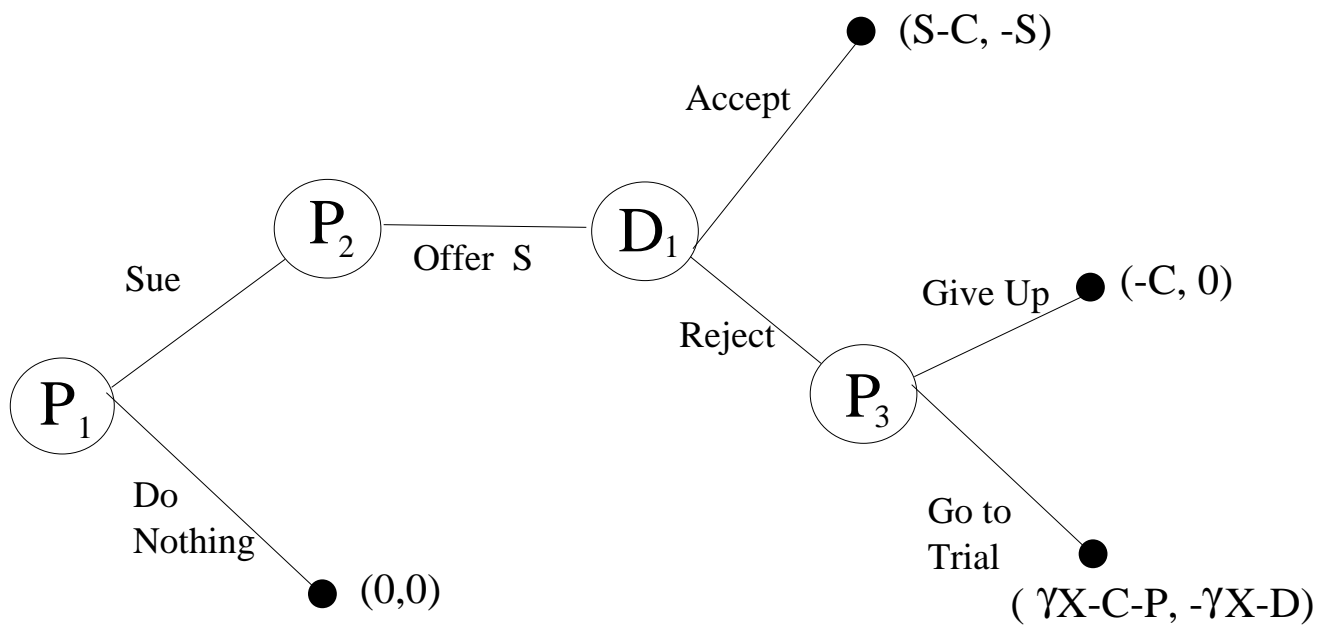 (S-C, -S)
Accept
P₂
D₁
Offer S
Sue
Give Up
(-C, 0)
Reject
P₁
P₃
Do
Nothing
Go to
Trial
(0,0)
( γX-C-P, -γX-D)